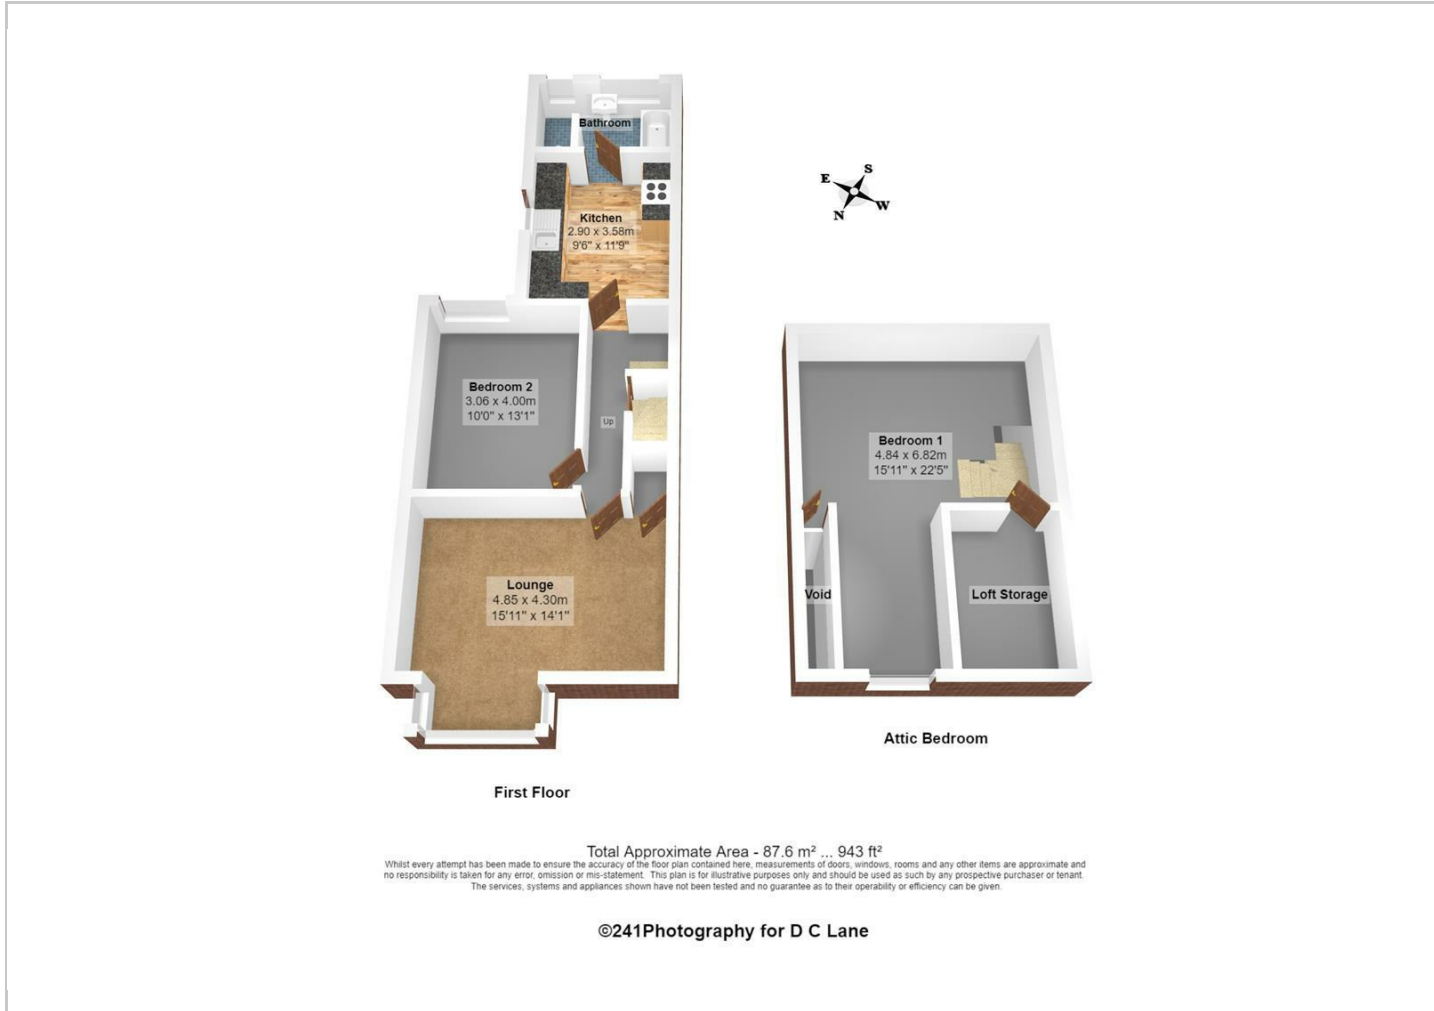 Bathroom
Kitchen
2.90 x 3.58m
9'6" x 11'9"
E
S
N
W
Bedroom 2
3.06 x 4.00m
10'0" x 13'1"
Up
Lounge
4.85 x 4.30m
15'11" x 14'1"
First Floor
Bedroom 1
4.84 x 6.82m
15'11" x 22'5"
Void
Loft Storage
Attic Bedroom
Total Approximate Area - 87.6 m² ... 943 ft²
Whilst every attempt has been made to ensure the accuracy of the floor plan contained here, measurements of doors, windows, rooms and any other items are approximate and
no responsibility is taken for any error, omission or mis-statement. This plan is for illustrative purposes only and should be used as such by any prospective purchaser or tenant.
The services, systems and appliances shown have not been tested and no guarantee as to their operability or efficiency can be given.
©241Photography for D C Lane